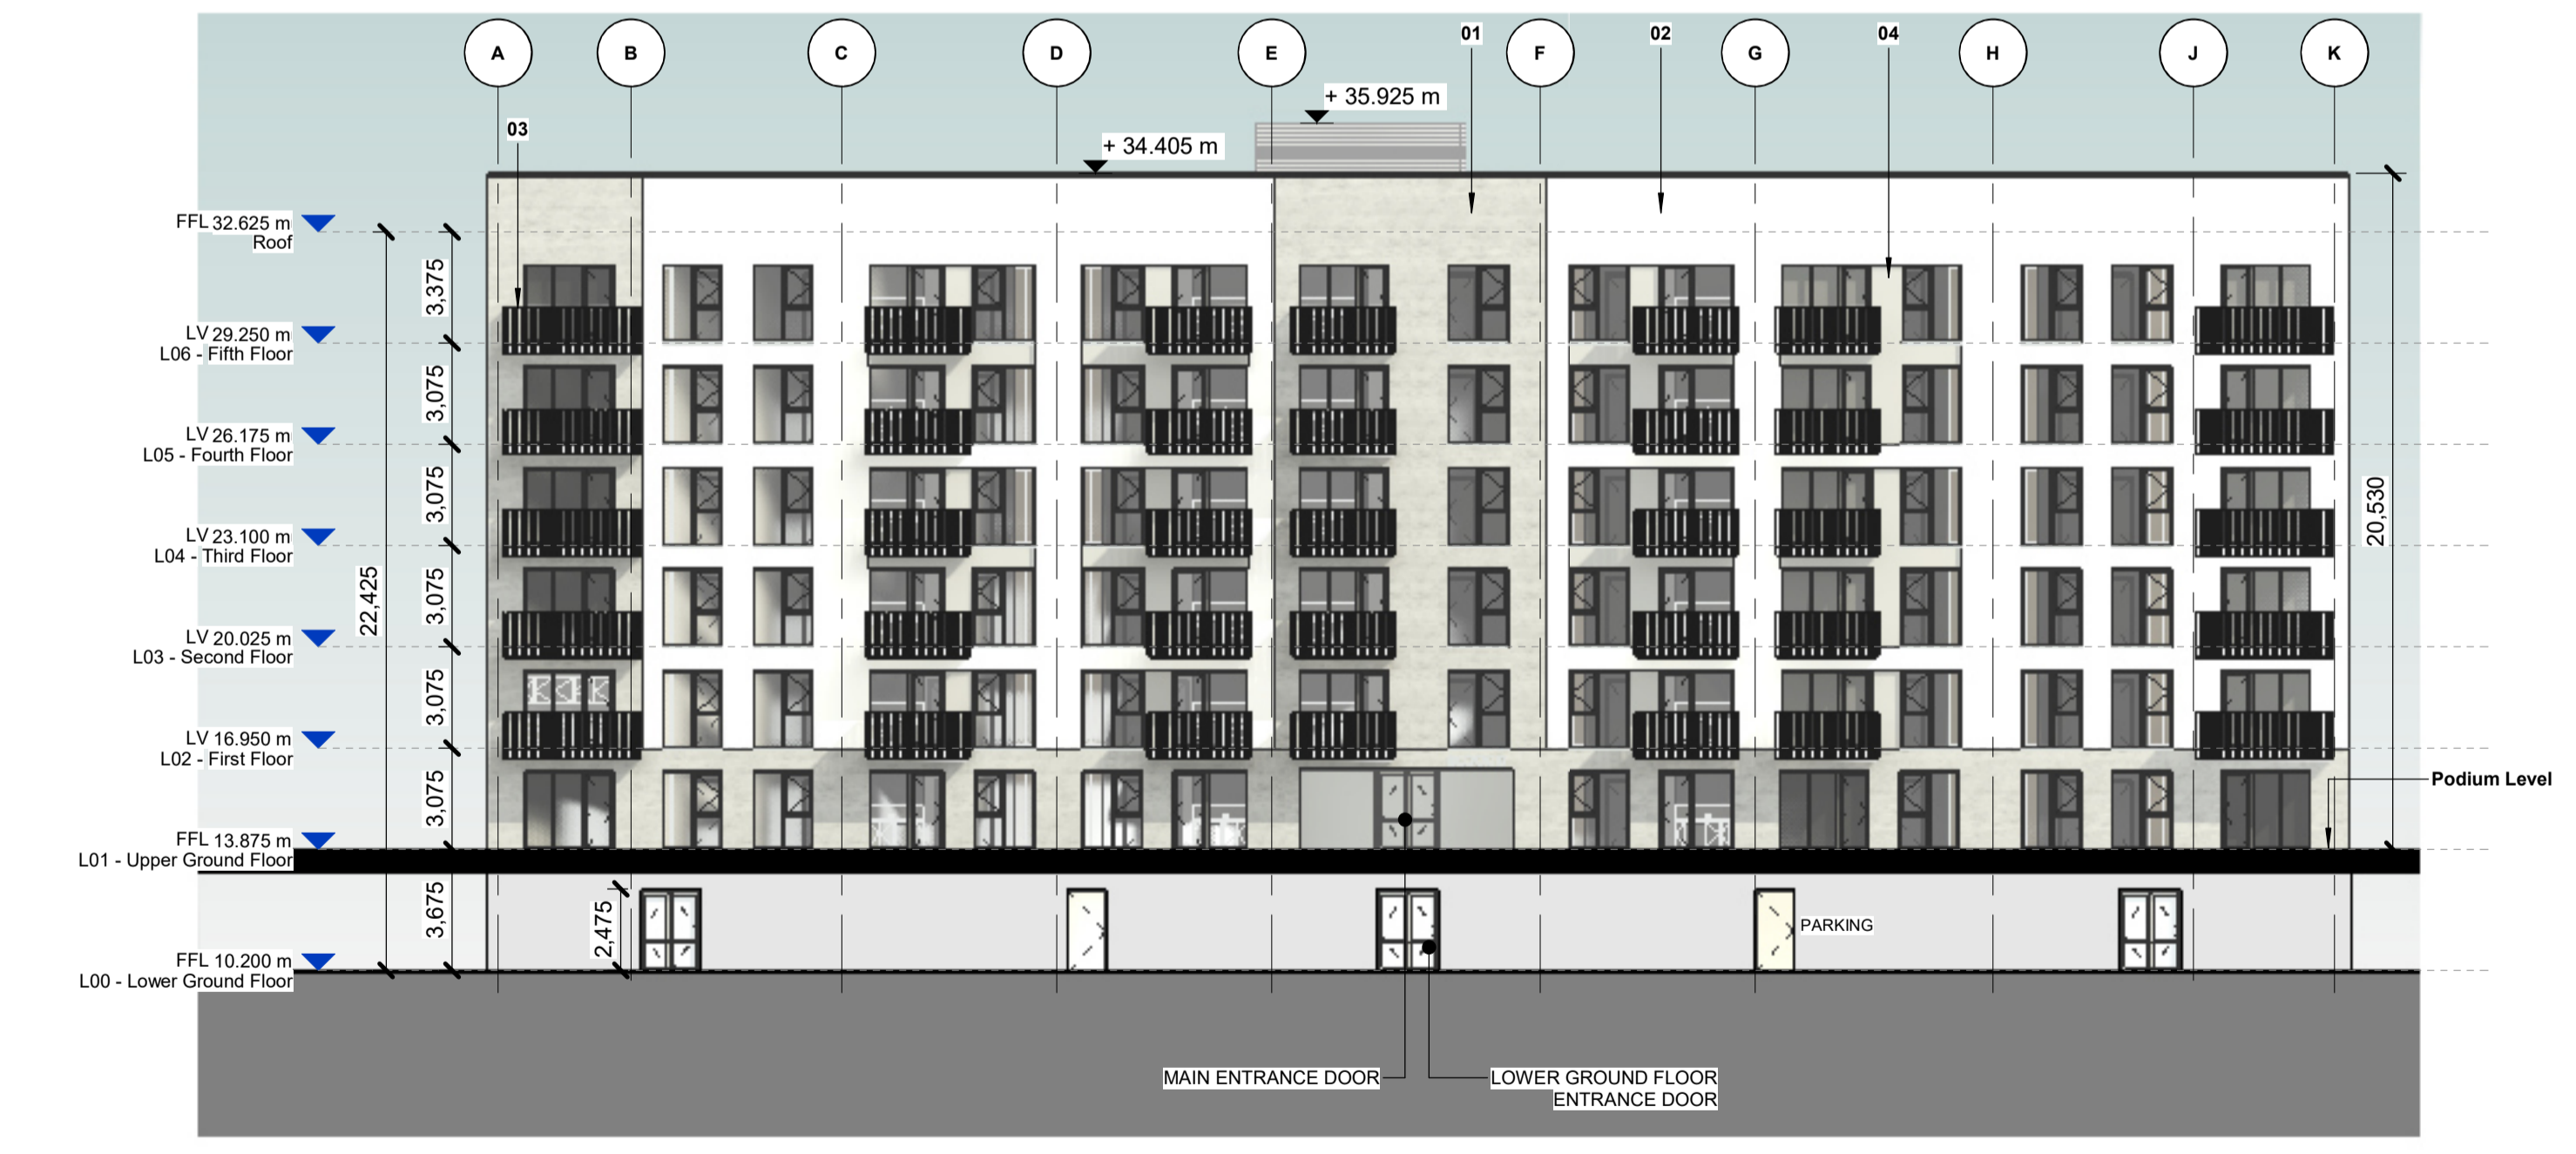 A
B
C
D
E
01
F
02
G
04
H
J
K
+ 35.925 m
03
+ 34.405 m
FFL 32.625 m
Roof
3,375
LV 29.250 m
L06 - Fifth Floor
3,075
LV 26.175 m
L05 - Fourth Floor
3,075
20,530
LV 23.100 m
L04 - Third Floor
22,425
3,075
LV 20.025 m
L03 - Second Floor
3,075
LV 16.950 m
L02 - First Floor
Podium Level
3,075
FFL 13.875 m
L01 - Upper Ground Floor
3,675
2,475
PARKING
FFL 10.200 m
L00 - Lower Ground Floor
MAIN ENTRANCE DOOR
LOWER GROUND FLOOR
ENTRANCE DOOR